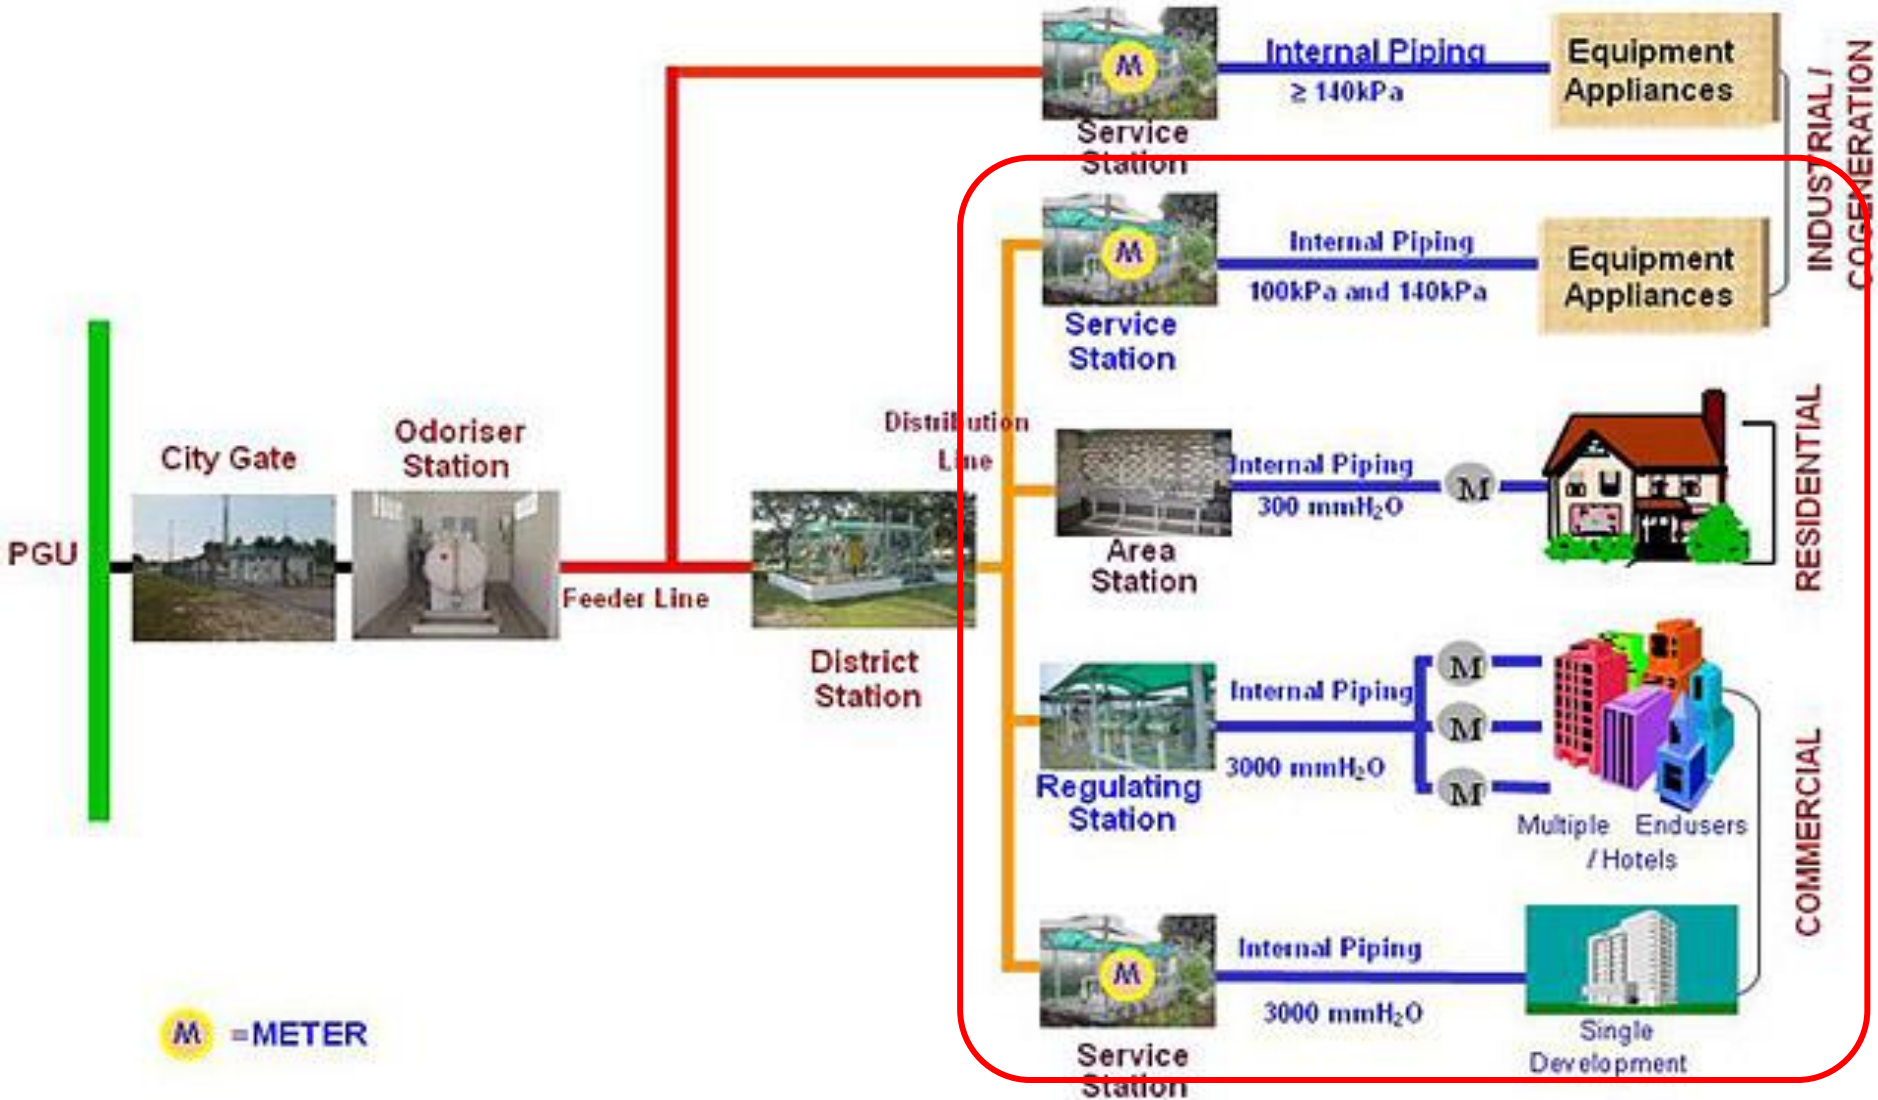 PGU
City Gate
Odoriser
Station
Feeder Line
District
Station
Distribution
Line
M
Service
Station
Internal Piping
≥ 140kPa
Equipment
Appliances
M
Service
Station
Internal Piping
100kPa and 140kPa
Equipment
Appliances
INDUSTRIAL /
COGENERATION
Area
Station
Internal Piping
300 mmH₂O
M
RESIDENTIAL
Regulating
Station
Internal Piping
3000 mmH₂O
M
M
M
Multiple Endusers
/ Hotels
M
Service
Station
Internal Piping
3000 mmH₂O
Single
Development
COMMERCIAL
M =METER